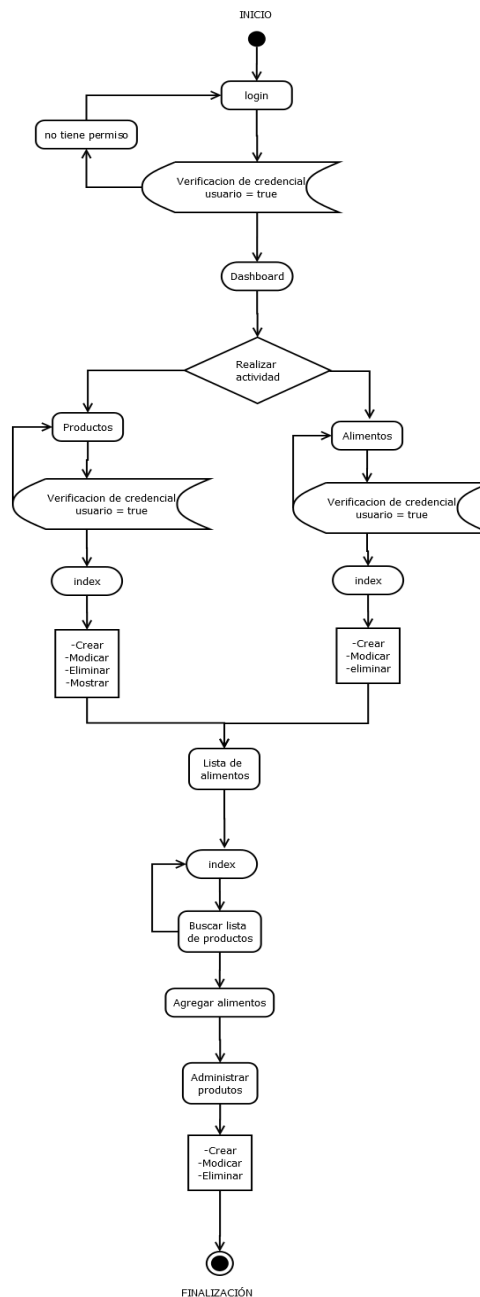 INICIO
login
no tiene permiso
Verificacion de credencial
usuario = true
Dashboard
Realizar
actividad
Productos
Alimentos
Verificacion de credencial
usuario = true
Verificacion de credencial
usuario = true
index
index
-Crear
-Modicar
-Eliminar
-Mostrar
-Crear
-Modicar
-eliminar
Lista de
alimentos
index
Buscar lista
de productos
Agregar alimentos
Administrar
produtos
-Crear
-Modicar
-Eliminar
FINALIZACIÓN